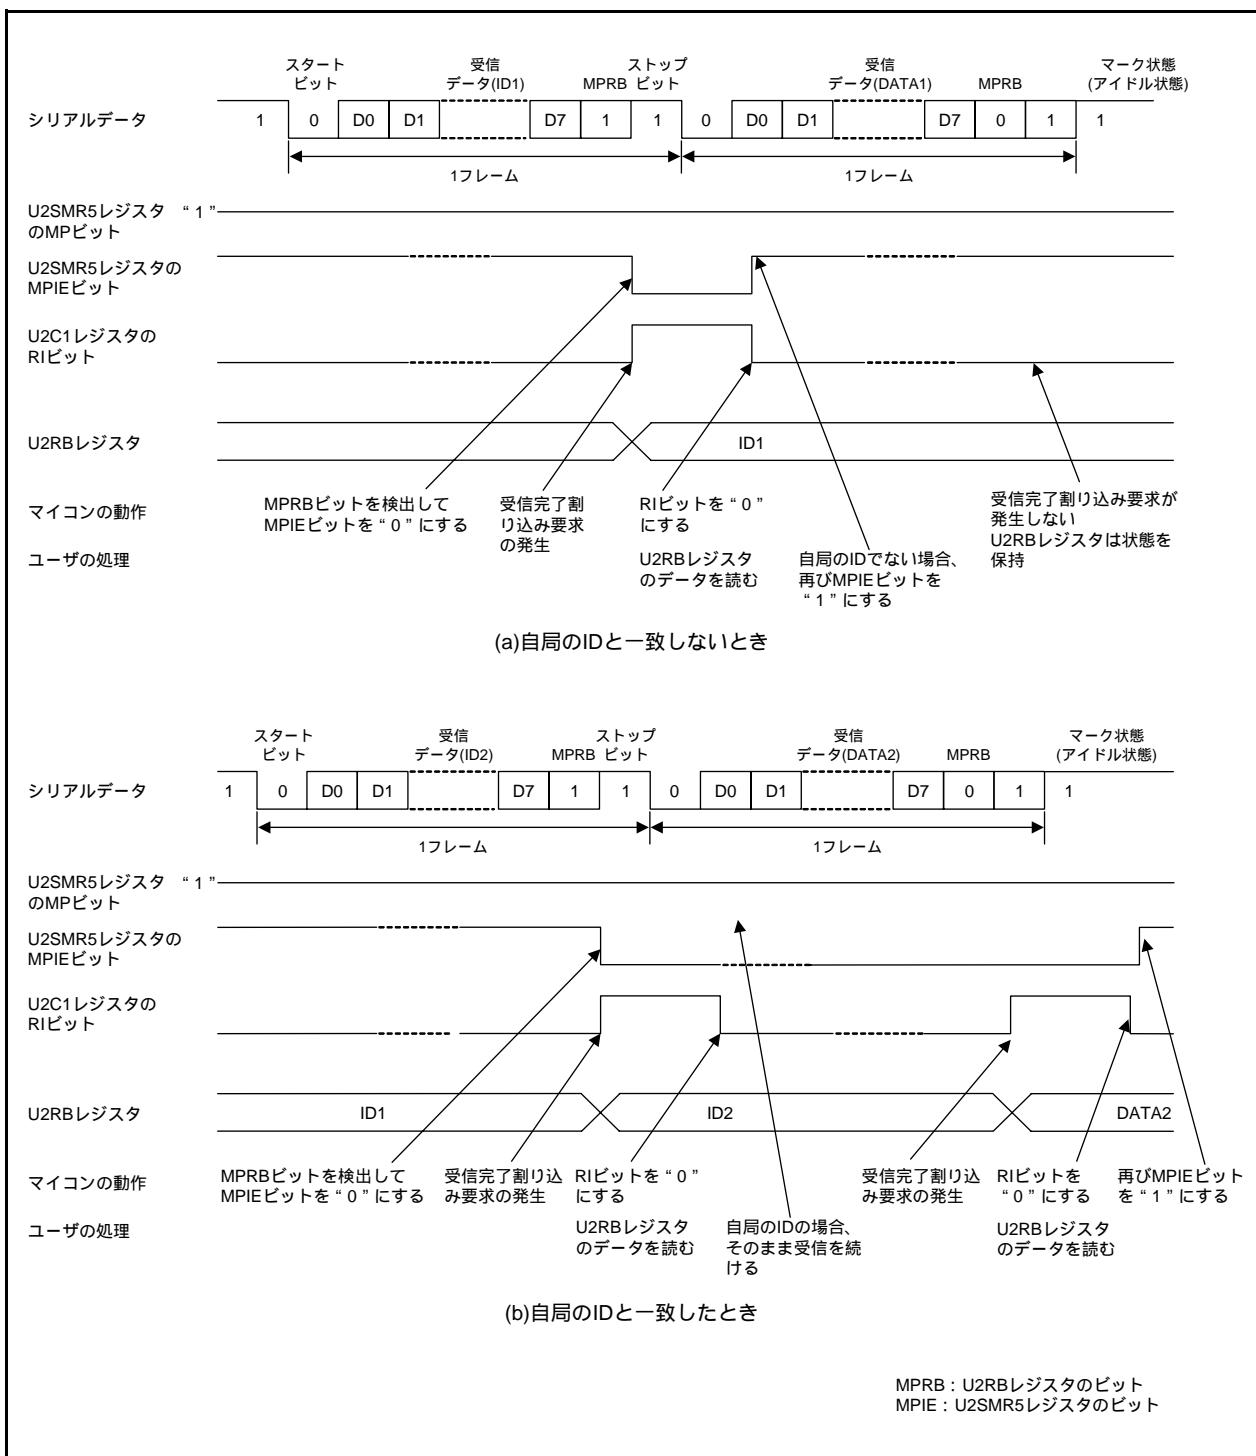 スタート
ビット
受信
データ(ID1)
MPRB
ストップ
ビット
受信
データ(DATA1)
MPRB
マーク状態
(アイドル状態)
シリアルデータ
1 0 D0 D1 D7 1 1 0 D0 D1 D7 0 1 1
1フレーム
1フレーム
U2SMR5レジスタ “1”
のMPビット
U2SMR5レジスタの
MPIEビット
U2C1レジスタの
RIビット
U2RBレジスタ
ID1
マイコンの動作
MPRBビットを検出して
MPIEビットを“0”にする
受信完了割
り込み要求
の発生
RIビットを“0”
にする
受信完了割り込み要求が
発生しない
U2RBレジスタは状態を
保持
ユーザの処理
U2RBレジスタ
のデータを読む
自局のIDでない場合、
再びMPIEビットを
“1”にする
(a)自局のIDと一致しないとき
スタート
ビット
受信
データ(ID2)
MPRB
ストップ
ビット
受信
データ(DATA2)
MPRB
マーク状態
(アイドル状態)
シリアルデータ
1 0 D0 D1 D7 1 1 0 D0 D1 D7 0 1 1
1フレーム
1フレーム
U2SMR5レジスタ “1”
のMPビット
U2SMR5レジスタの
MPIEビット
U2C1レジスタの
RIビット
U2RBレジスタ
ID1
ID2
DATA2
マイコンの動作
MPRBビットを検出して
MPIEビットを“0”にする
受信完了割り込
み要求の発生
RIビットを“0”
にする
受信完了割り込
み要求の発生
RIビットを
“0”にする
再びMPIEビット
を“1”にする
ユーザの処理
U2RBレジスタ
のデータを読む
自局のIDの場合、
そのまま受信を続
ける
U2RBレジスタ
のデータを読む
(b)自局のIDと一致したとき
MPRB：U2RBレジスタのビット
MPIE：U2SMR5レジスタのビット